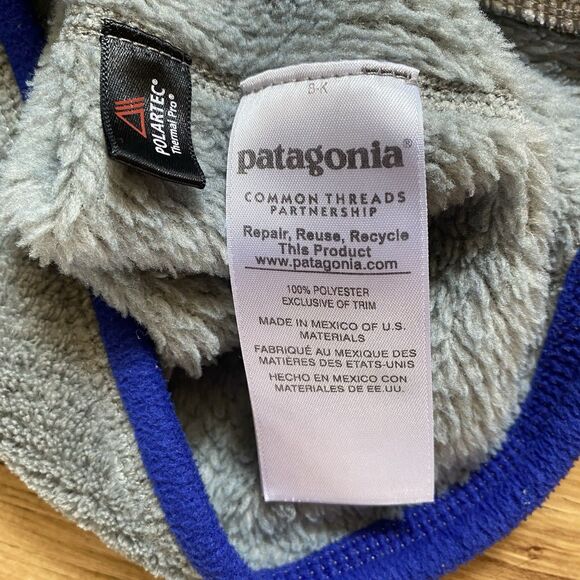 POLARTEC®
Thermal Pro®
8-K
patagonia®
COMMON THREADS
PARTNERSHIP
Repair, Reuse, Recycle
This Product
www.patagonia.com
100% POLYESTER
EXCLUSIVE OF TRIM
MADE IN MEXICO OF U.S.
MATERIALS
FABRIQUÉ AU MEXIQUE DES
MATIÈRES DES ETATS-UNIS
HECHO EN MEXICO CON
MATERIALES DE EE.UU.